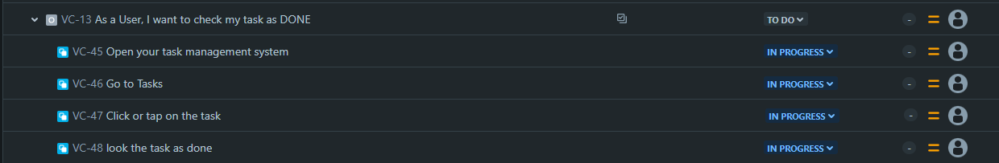 VC-13 As a User, I want to check my task as DONE TO DO -
VC-45 Open your task management system IN PROGRESS -
VC-46 Go to Tasks IN PROGRESS -
VC-47 Click or tap on the task IN PROGRESS -
VC-48 look the task as done IN PROGRESS -